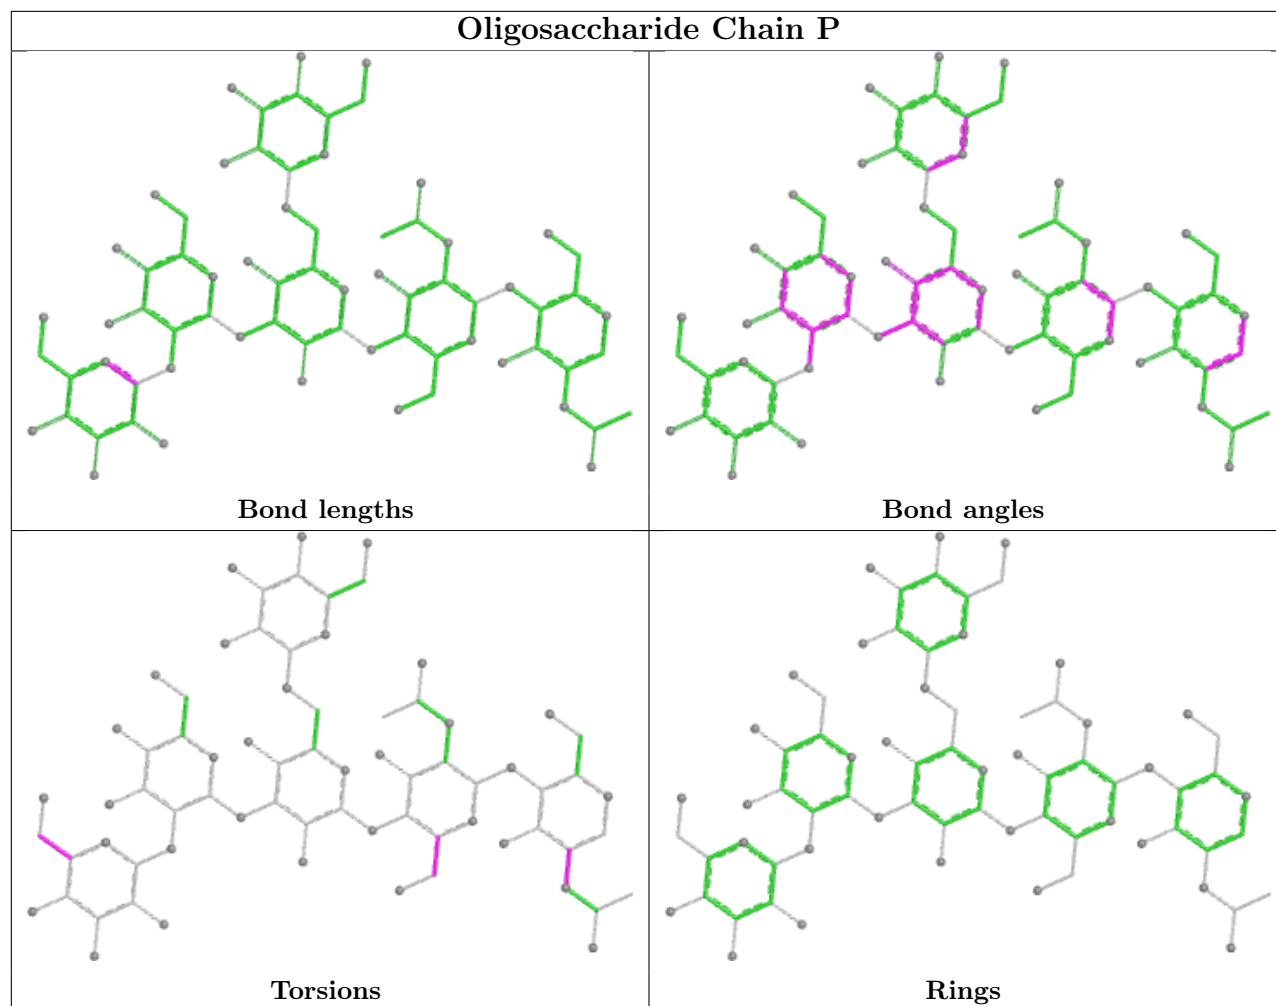 Oligosaccharide Chain P
Bond lengths
Bond angles
Torsions
Rings